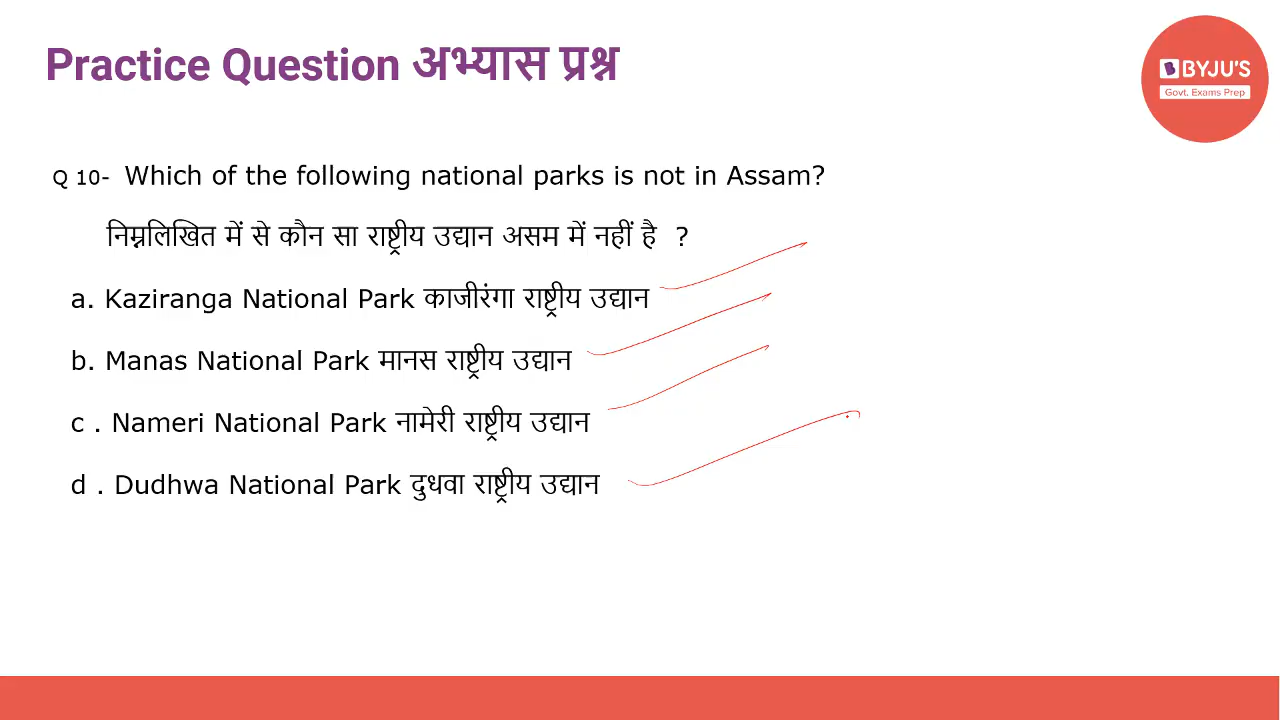 Practice Question अभ्यास प्रश्न
BYJU'S
Govt. Exams Prep
Q 10- Which of the following national parks is not in Assam?
निम्नलिखित में से कौन सा राष्ट्रीय उद्यान असम में नहीं है ?
a. Kaziranga National Park काजीरंगा राष्ट्रीय उद्यान
b. Manas National Park मानस राष्ट्रीय उद्यान
c . Nameri National Park नामेरी राष्ट्रीय उद्यान
d . Dudhwa National Park दुधवा राष्ट्रीय उद्यान